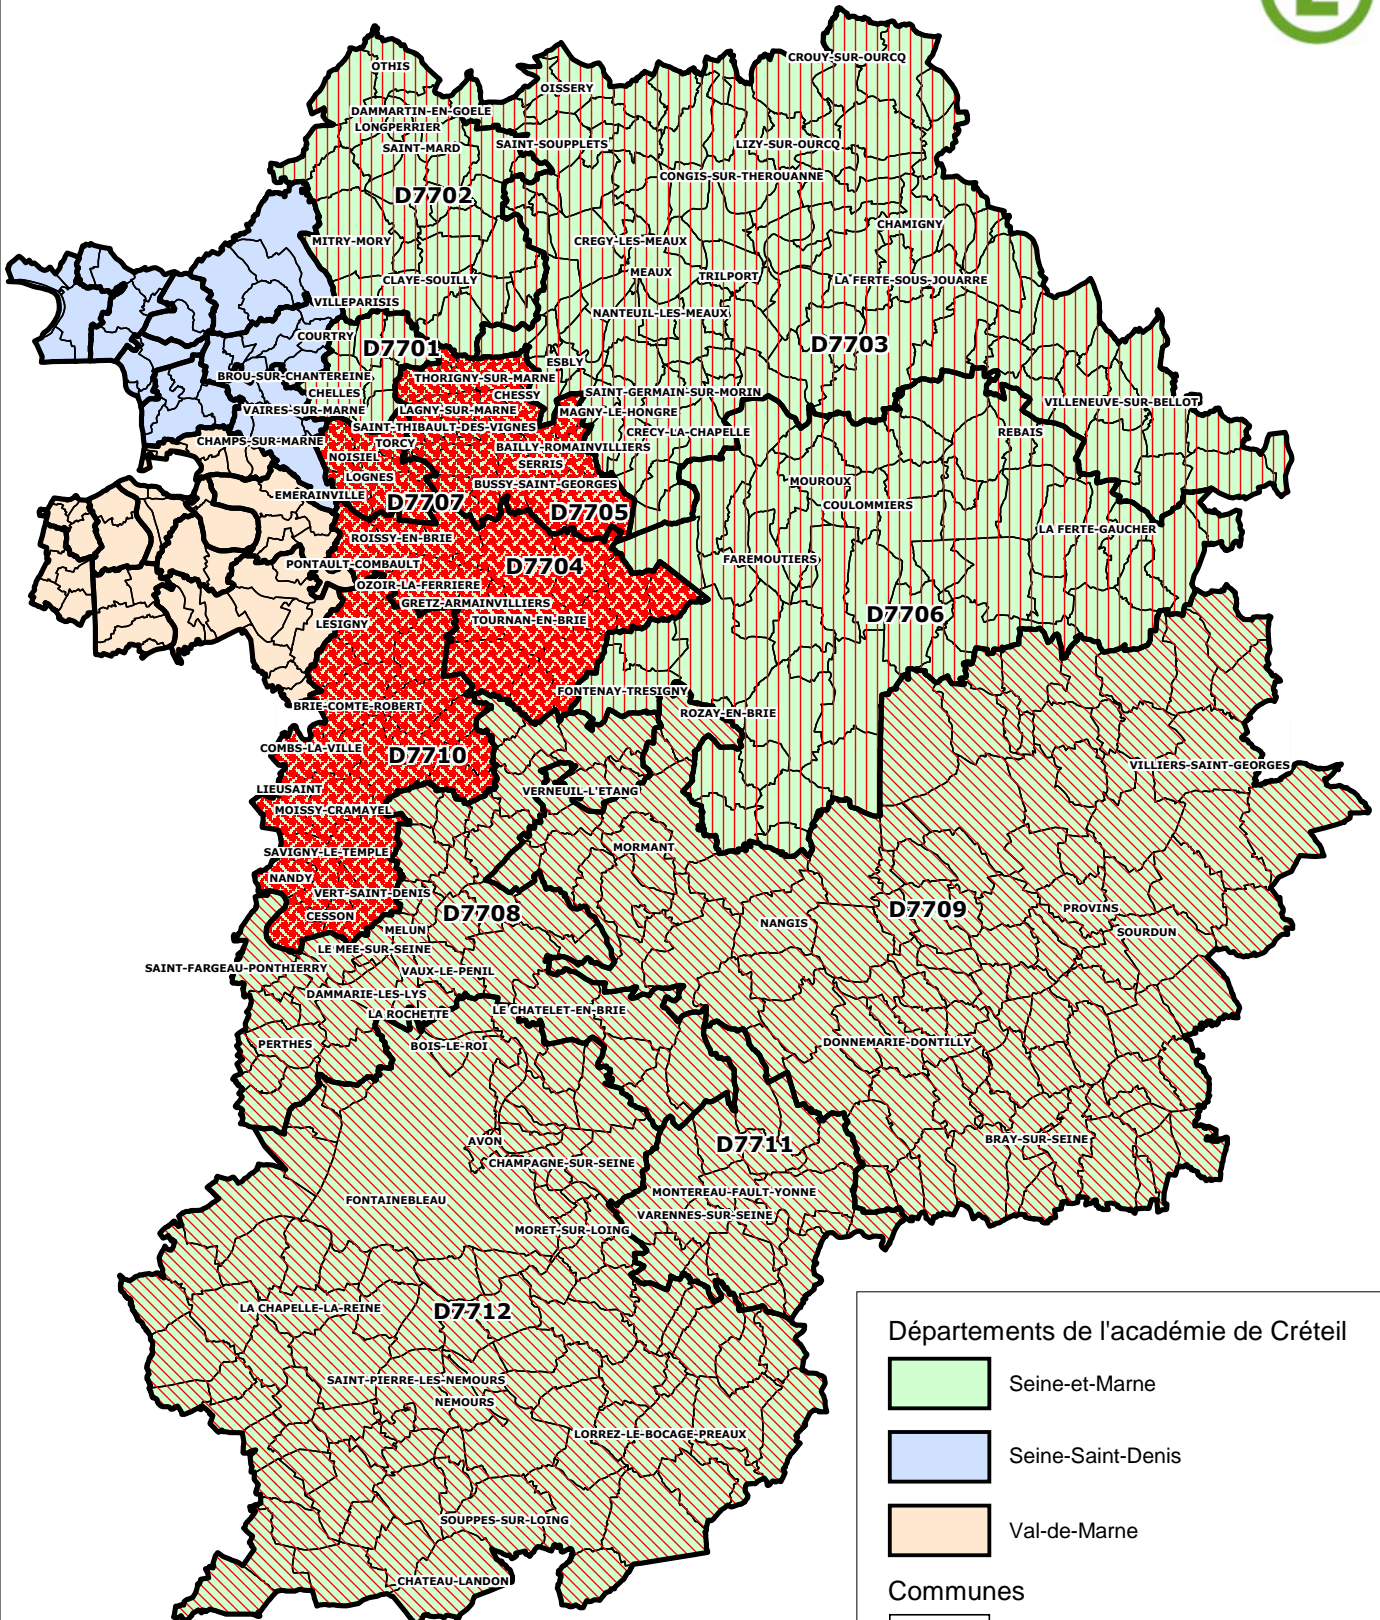 OTHIS
CROUY-SUR-OURCQ
OISSERY
DAMMARTIN-EN-GOELE
LONGPERRIER
SAINT-MARD
SAINT-SOUPPLETS
LIZY-SUR-OURCQ
CONGIS-SUR-THEROUANNE
D7702
CHAMIGNY
MITRY-MORY
CREGY-LES-MEAUX
MEAUX
TRILPORT
CLAYE-SOUILLY
LA FERTE-SOUS-JOUARRE
VILLEPARISIS
NANTEUIL-LES-MEAUX
COURTRY
D7701
D7703
ESBLY
BROU-SUR-CHANTEREINE
THORIGNY-SUR-MARNE
CHELLES
CHESSY
SAINT-GERMAIN-SUR-MORIN
VILLENEUVE-SUR-BELLOT
VAIRES-SUR-MARNE
LAGNY-SUR-MARNE
MAGNY-LE-HONGRE
SAINT-THIBAULT-DES-VIGNES
CRECY-LA-CHAPELLE
REBAIS
CHAMPS-SUR-MARNE
TORCY
BAILLY-ROMAINVILLIERS
NOISIEL
SERRIS
LOGNES
BUSSY-SAINT-GEORGES
MOUROUX
EMERAINVILLE
D7707
D7705
COULOMMIERS
LA FERTE-GAUCHER
ROISSY-EN-BRIE
PONTAULT-COMBAULT
D7704
FAREMOUTIERS
OZOIR-LA-FERRIERE
GRETZ-ARMAINVILLIERS
LESIGNY
TOURNAN-EN-BRIE
D7706
FONTENAY-TRESIGNY
BRIE-COMTE-ROBERT
ROZAY-EN-BRIE
COMBS-LA-VILLE
D7710
VILLIERS-SAINT-GEORGES
LIEUSAINT
VERNEUIL-L'ETANG
MOISSY-CRAMAYEL
SAVIGNY-LE-TEMPLE
MORMANT
NANDY
VERT-SAINT-DENIS
CESSON
D7708
NANGIS
D7709
PROVINS
MELUN
SOURDUN
LE MEE-SUR-SEINE
SAINT-FARGEAU-PONTHIERRY
VAUX-LE-PENIL
DAMMARIE-LES-LYS
LA ROCHETTE
LE CHATELET-EN-BRIE
PERTHES
BOIS-LE-ROI
DONNEMARIE-DONTILLY
AVON
D7711
BRAY-SUR-SEINE
CHAMPAGNE-SUR-SEINE
FONTAINEBLEAU
MONTEREAU-FAULT-YONNE
VARENNES-SUR-SEINE
MORET-SUR-LOING
LA CHAPELLE-LA-REINE
D7712
SAINT-PIERRE-LES-NEMOURS
NEMOURS
LORREZ-LE-BOCAGE-PREAUX
SOUPPES-SUR-LOING
CHATEAU-LANDON
Départements de l'académie de Créteil
Seine-et-Marne
Seine-Saint-Denis
Val-de-Marne
Communes